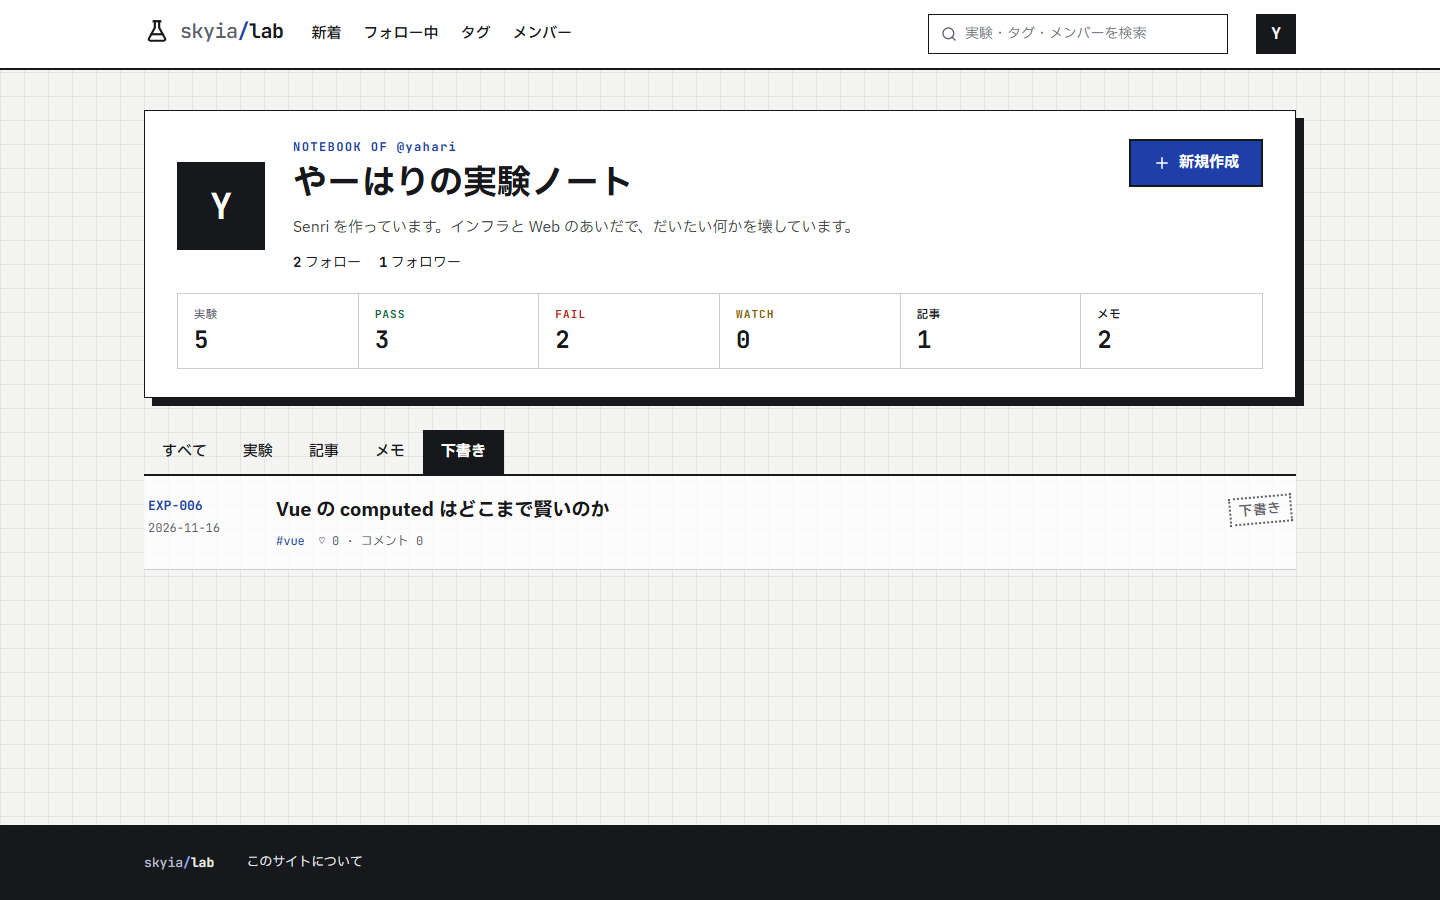 skyia/lab 新着 フォロー中 タグ メンバー 実験・タグ・メンバーを検索 Y
Y
NOTEBOOK OF @yahari
やーはりの実験ノート
Senri を作っています。インフラと Web のあいだで、だいたい何かを壊しています。
2 フォロー 1 フォロワー
+ 新規作成
実験 PASS FAIL WATCH 記事 メモ
5 3 2 0 1 2
すべて 実験 記事 メモ 下書き
EXP-006 Vue の computed はどこまで賢いのか 下書き
2026-11-16 #vue ♡ 0 · コメント 0
skyia/lab このサイトについて